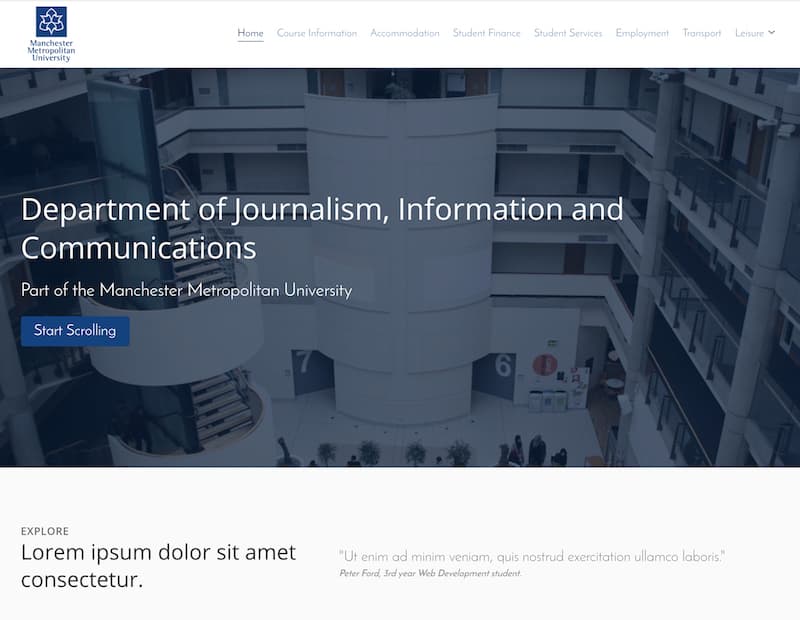 Manchester
Metropolitan
University
Home Course Information Accommodation Student Finance Student Services Employment Transport Leisure
Department of Journalism, Information and
Communications
Part of the Manchester Metropolitan University
Start Scrolling
7
6
EXPLORE
Lorem ipsum dolor sit amet
consectetur.
"Ut enim ad minim veniam, quis nostrud exercitation ullamco laboris."
Peter Ford, 3rd year Web Development student.